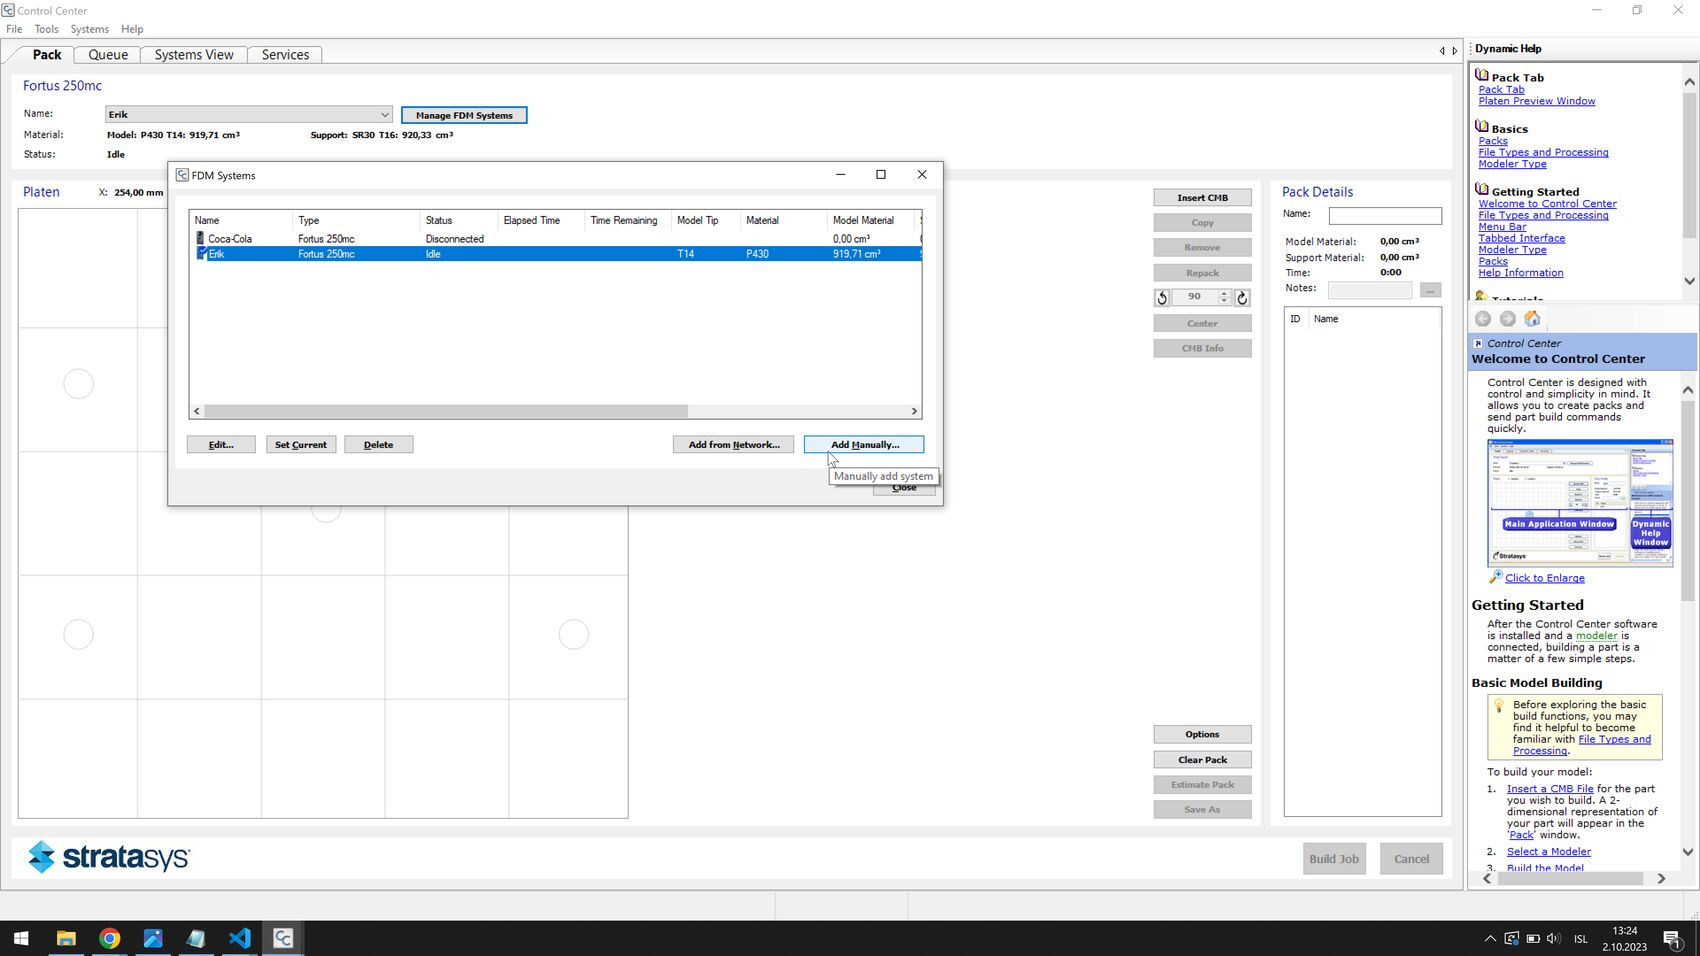 Control Center
File Tools Systems Help
Pack Queue Systems View Services
Fortus 250mc
Name: Erik Manage FDM Systems
Material: Model: P430 T14: 919,71 cm³ Support: SR30 T16: 920,33 cm³
Status: Idle
Platen X: 254,00 mm
FDM Systems
Name Type Status Elapsed Time Time Remaining Model Tip Material Model Material
Coca-Cola Fortus 250mc Disconnected 0,00 cm³
Erik Fortus 250mc Idle T14 P430 919,71 cm³
Edit... Set Current Delete Add from Network... Add Manually...
Manually add system
Close
Insert CMB
Copy
Remove
Repack
90
Center
CMB Info
Options
Clear Pack
Estimate Pack
Save As
Pack Details
Name:
Model Material: 0,00 cm³
Support Material: 0,00 cm³
Time: 0:00
Notes: ...
ID Name
stratasys
Build Job Cancel
Dynamic Help
Pack Tab
Pack Tab
Platen Preview Window
Basics
Packs
File Types and Processing
Modeler Type
Getting Started
Welcome to Control Center
File Types and Processing
Menu Bar
Tabbed Interface
Modeler Type
Packs
Help Information
Tutorials
Control Center
Welcome to Control Center
Control Center is designed with
control and simplicity in mind. It
allows you to create packs and
send part build commands
quickly.
Main Application Window
Dynamic
Help
Window
Stratasys
Click to Enlarge
Getting Started
After the Control Center software
is installed and a modeler is
connected, building a part is a
matter of a few simple steps.
Basic Model Building
Before exploring the basic
build functions, you may
find it helpful to become
familiar with File Types and
Processing.
To build your model:
1. Insert a CMB File for the part
you wish to build. A 2-
dimensional representation of
your part will appear in the
'Pack' window.
2. Select a Modeler
3. Build the Model
ISL
13:24
2.10.2023
1